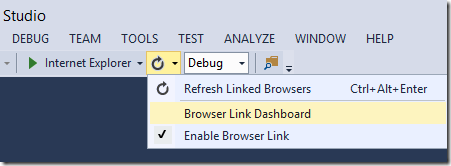 Studio
DEBUG TEAM TOOLS TEST ANALYZE WINDOW HELP
Internet Explorer Debug
Refresh Linked Browsers Ctrl+Alt+Enter
Browser Link Dashboard
Enable Browser Link